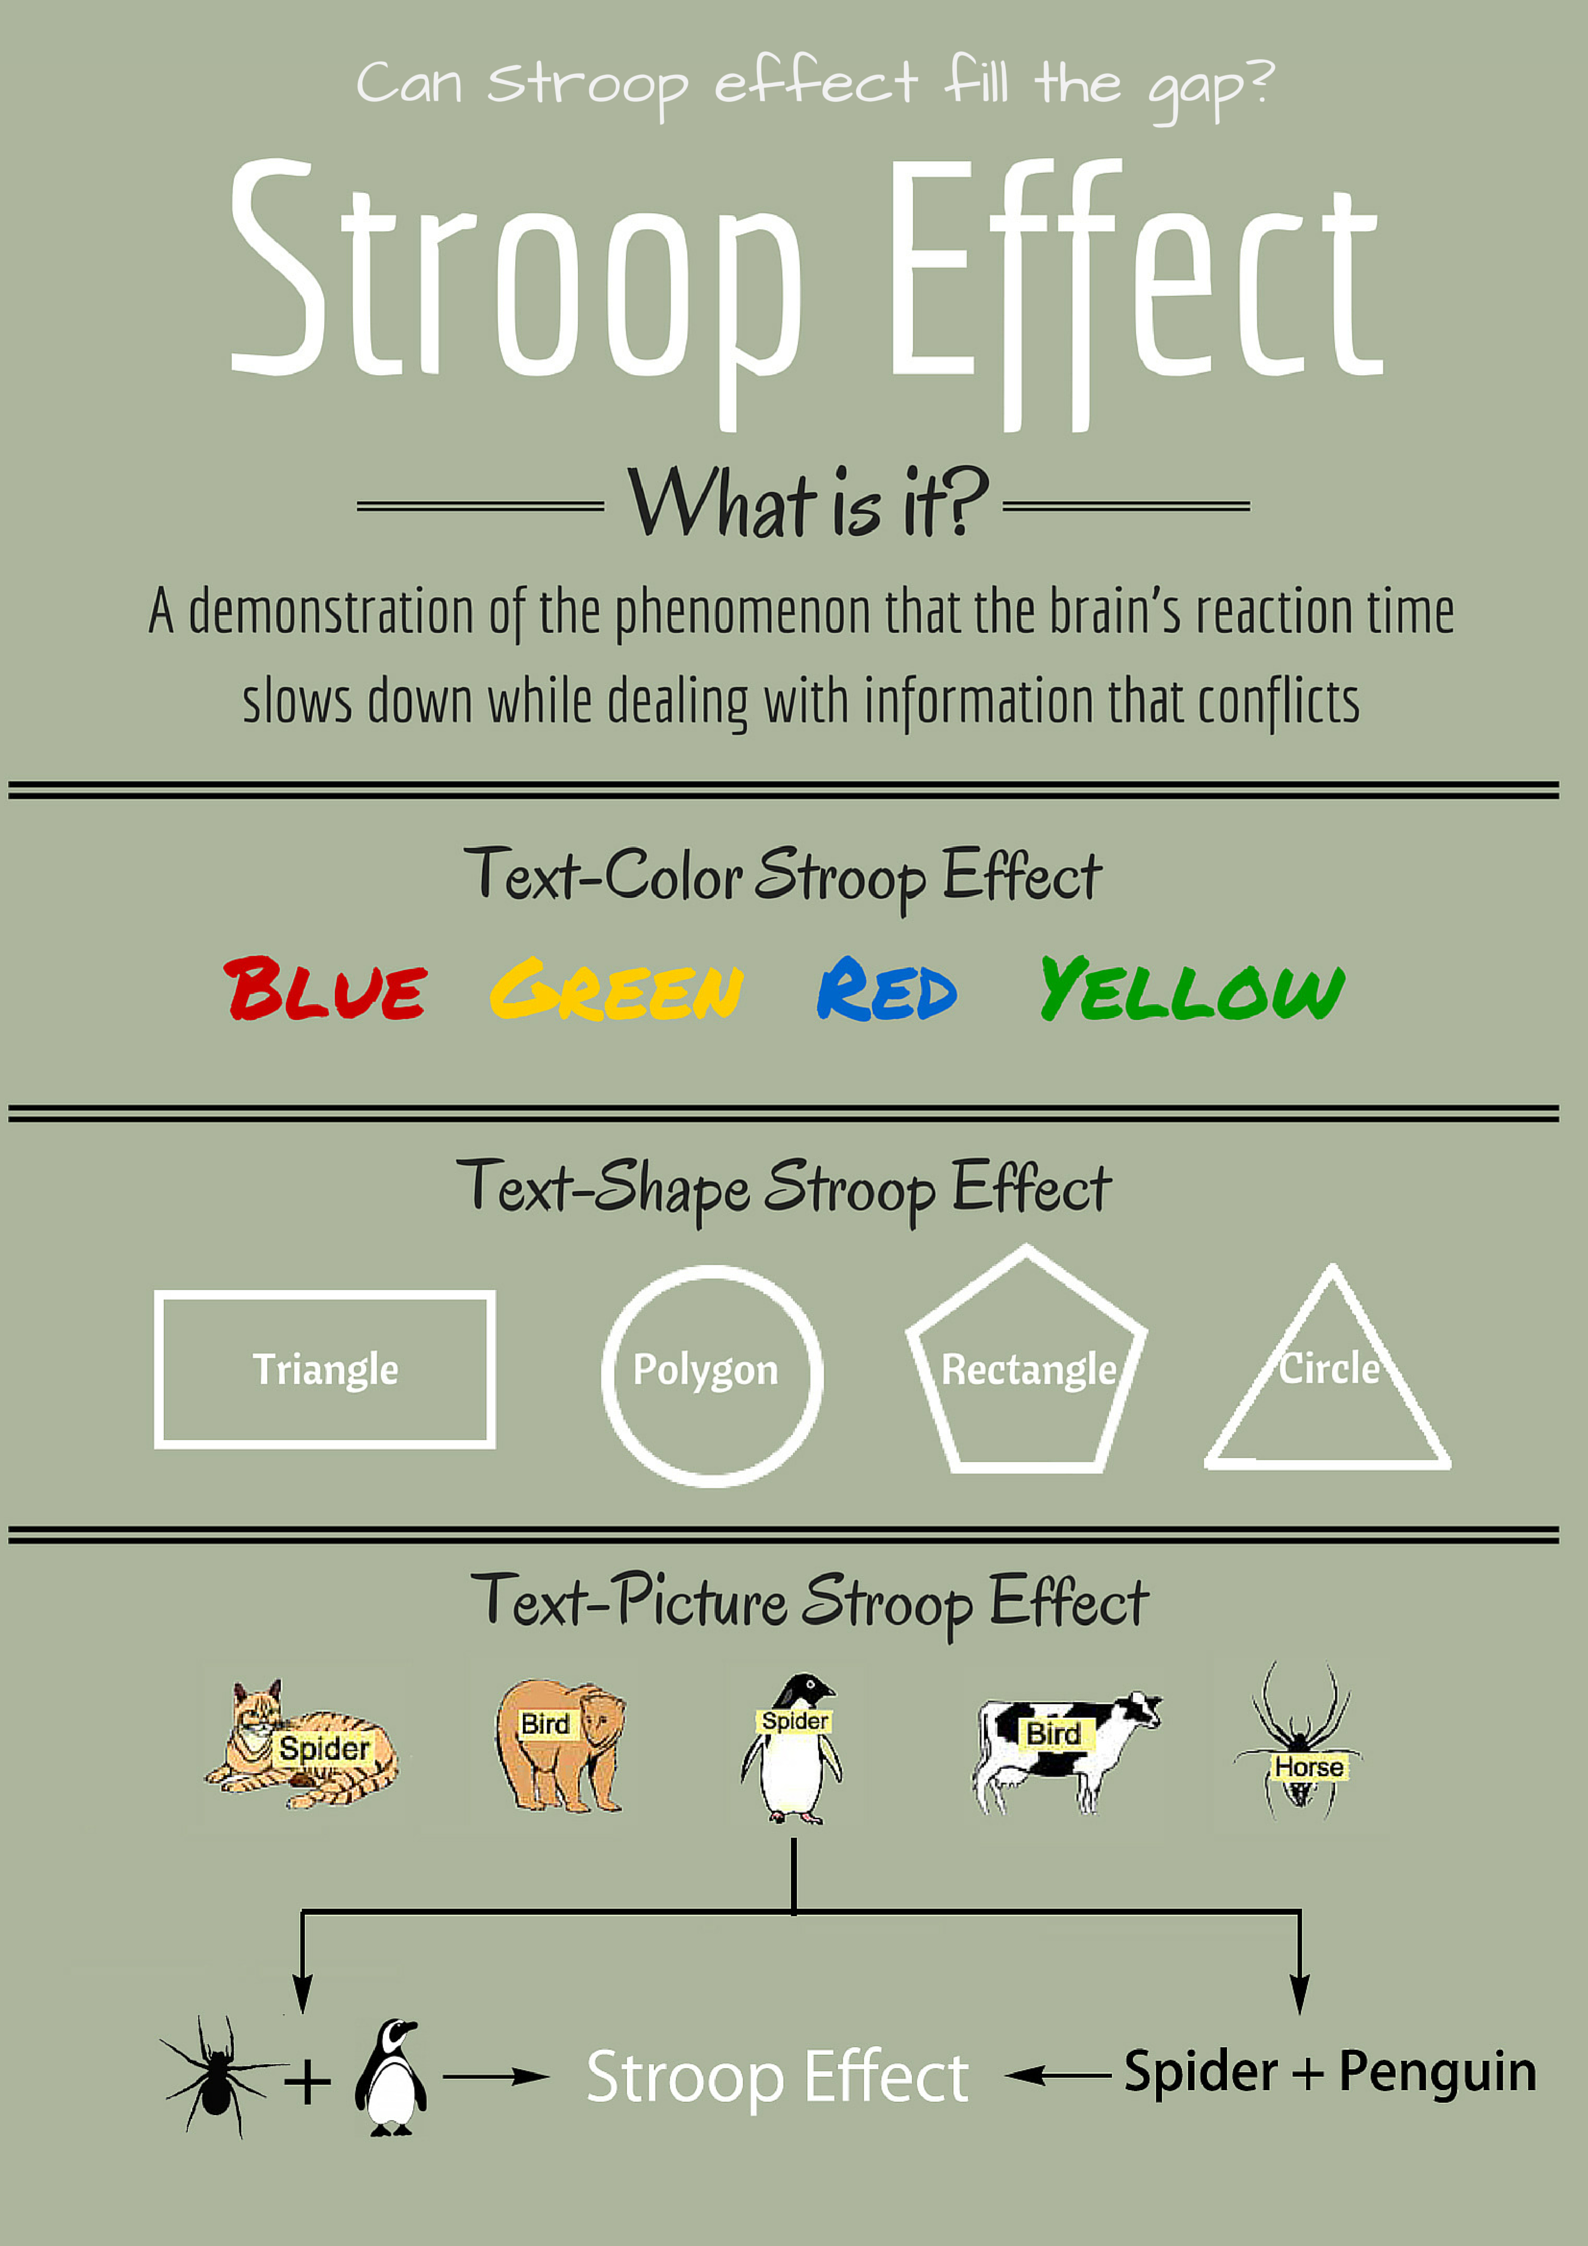 Can Stroop effect fill the gap?
Stroop Effect
What is it?
A demonstration of the phenomenon that the brain's reaction time
slows down while dealing with information that conflicts
Text-Color Stroop Effect
BLUE GREEN RED YELLOW
Text-Shape Stroop Effect
Triangle Polygon Rectangle Circle
Text-Picture Stroop Effect
Spider Bird Spider Bird Horse
+ Stroop Effect Spider + Penguin